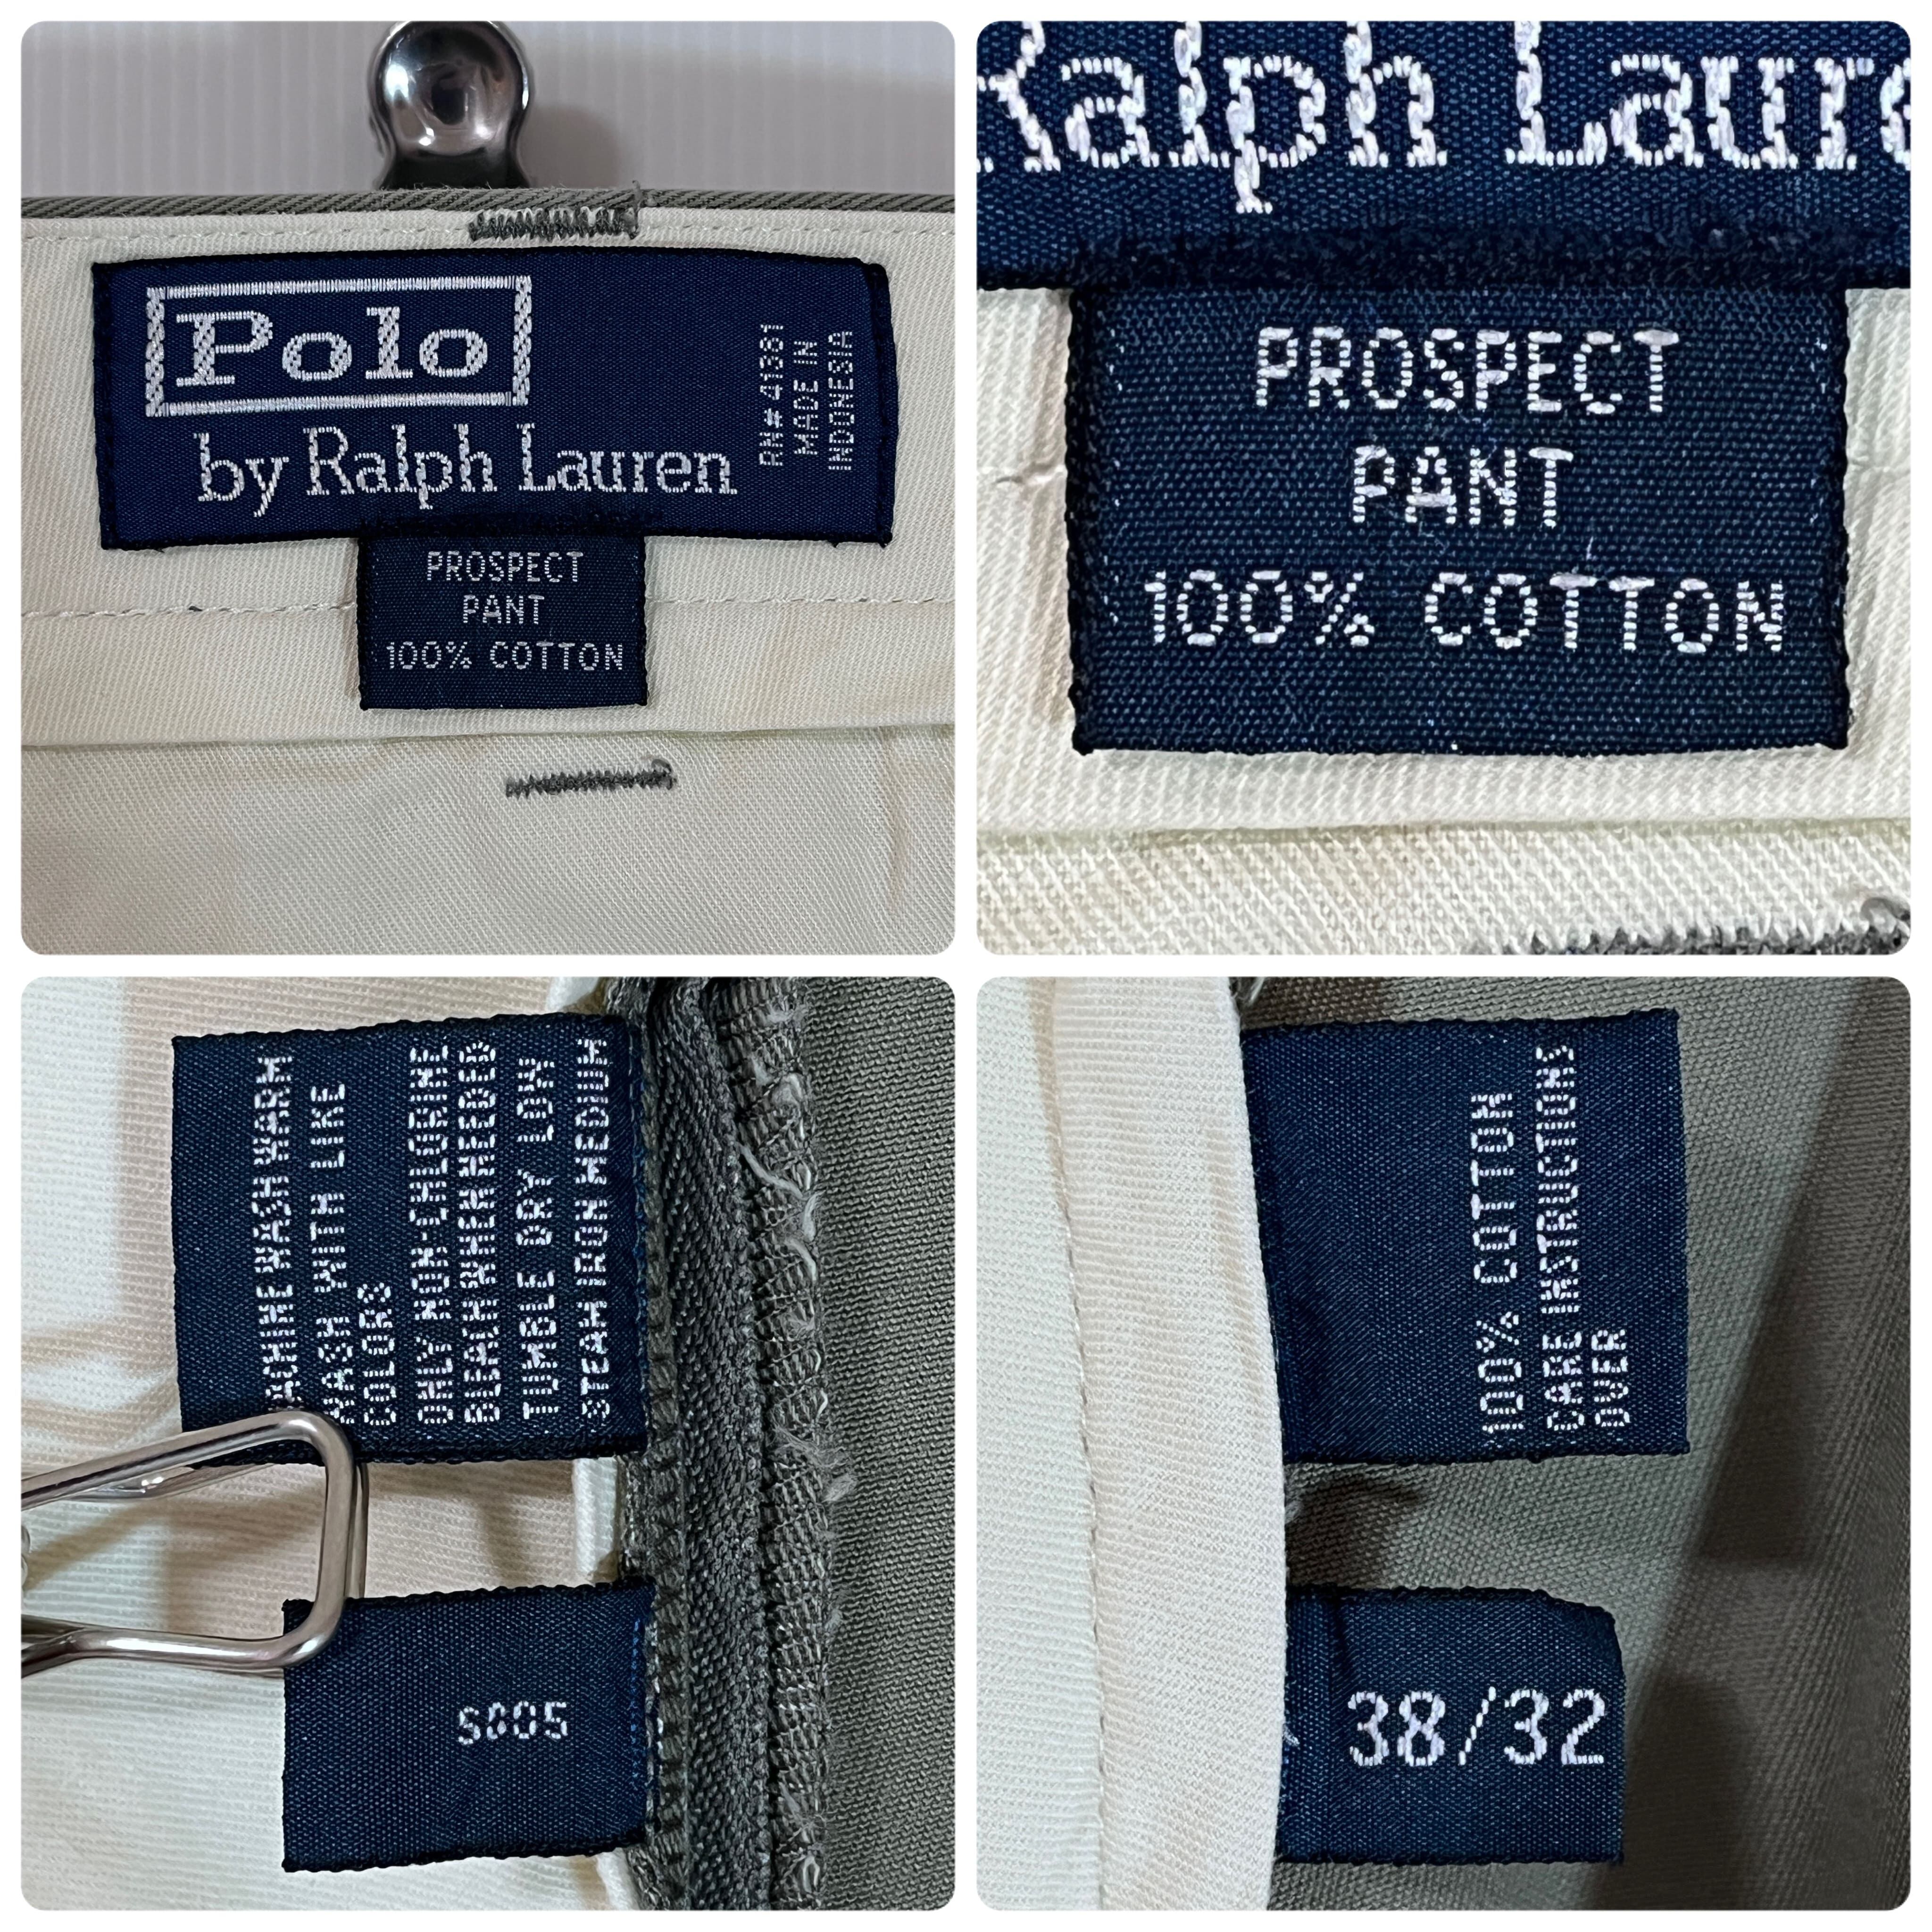 Polo
by Ralph Lauren
RN# 41381
MADE IN
INDONESIA
PROSPECT
PANT
100% COTTON
Ralph Laure
PROSPECT
PANT
100% COTTON
MACHINE WASH WARM
WASH WITH LIKE
COLORS
ONLY NON-CHLORINE
BLEACH WHEN NEEDED
TUMBLE DRY LOW
STEAM IRON MEDIUM
S005
100% COTTON
CARE INSTRUCTIONS
OVER
38/32